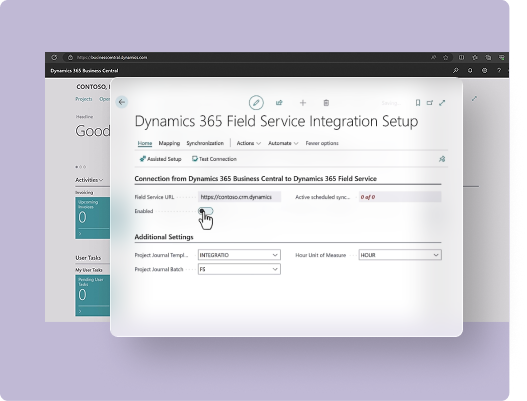 https://businesscentral.dynamics.com
Dynamics 365 Business Central
?
CONTOSO,
Projects
Headline
Good
Activities
Invoicing
Upcoming
Invoices
0
User Tasks
My User Tasks
Pending User
Tasks
0
Dynamics 365 Field Service Integration Setup
Home Mapping Synchronization Actions Automate Fewer options
Assisted Setup Test Connection
Connection from Dynamics 365 Business Central to Dynamics 365 Field Service
Field Service URL https://contoso.crm.dynamics Active scheduled sync... 0 of 0
Enabled
Additional Settings
Project Journal Templ... INTEGRATIO Hour Unit of Measure HOUR
Project Journal Batch FS